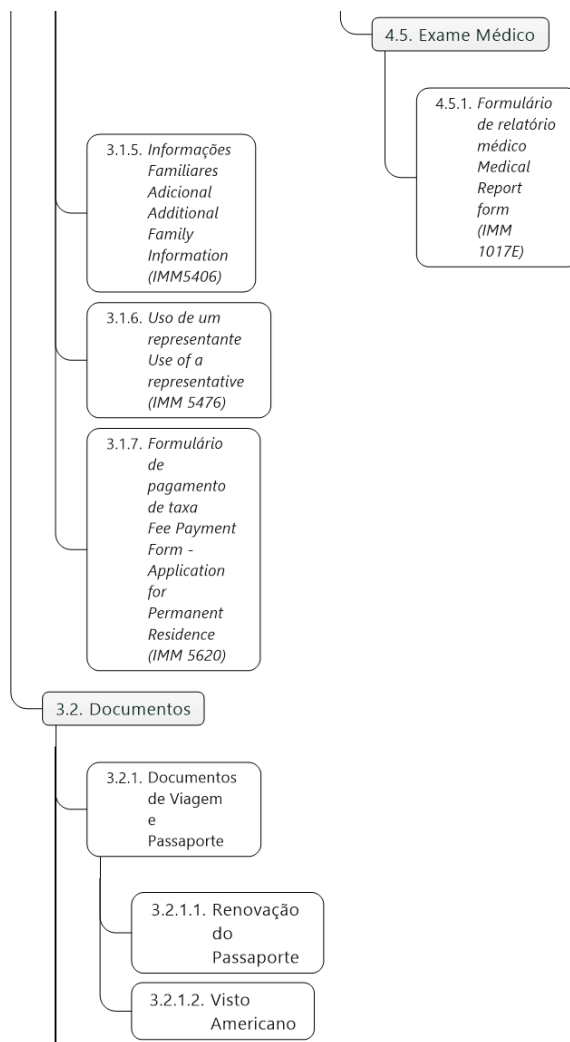 4.5. Exame Médico
4.5.1. Formulário
de relatório
médico
Medical
Report
form
(IMM
1017E)
3.1.5. Informações
Familiares
Adicional
Additional
Family
Information
(IMM5406)
3.1.6. Uso de um
representante
Use of a
representative
(IMM 5476)
3.1.7. Formulário
de
pagamento
de taxa
Fee Payment
Form -
Application
for
Permanent
Residence
(IMM 5620)
3.2. Documentos
3.2.1. Documentos
de Viagem
e
Passaporte
3.2.1.1. Renovação
do
Passaporte
3.2.1.2. Visto
Americano